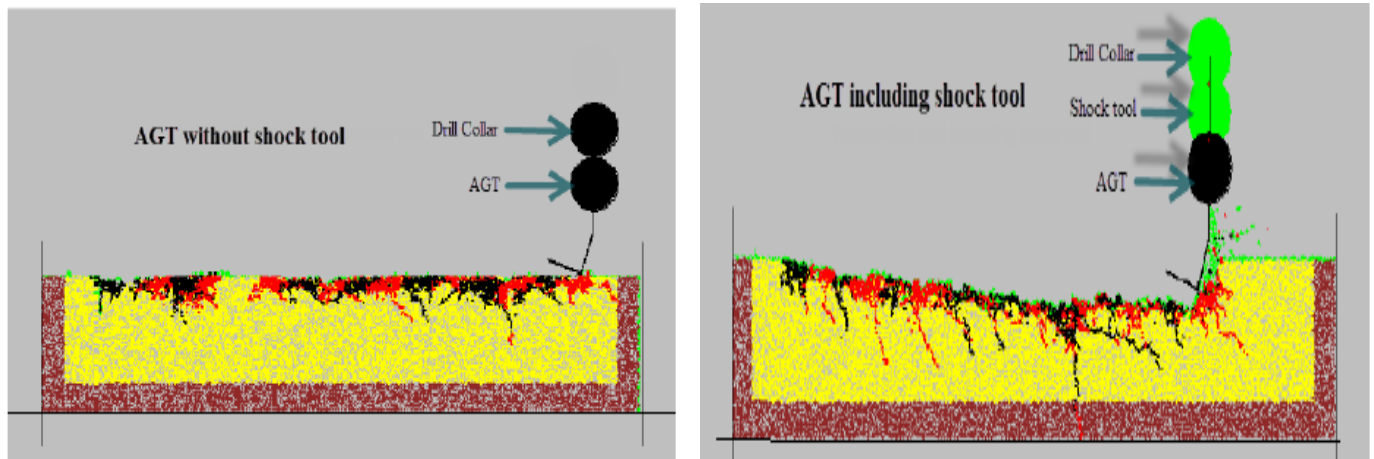 AGT without shock tool
Drill Collar
AGT
AGT including shock tool
Drill Collar
Shock tool
AGT